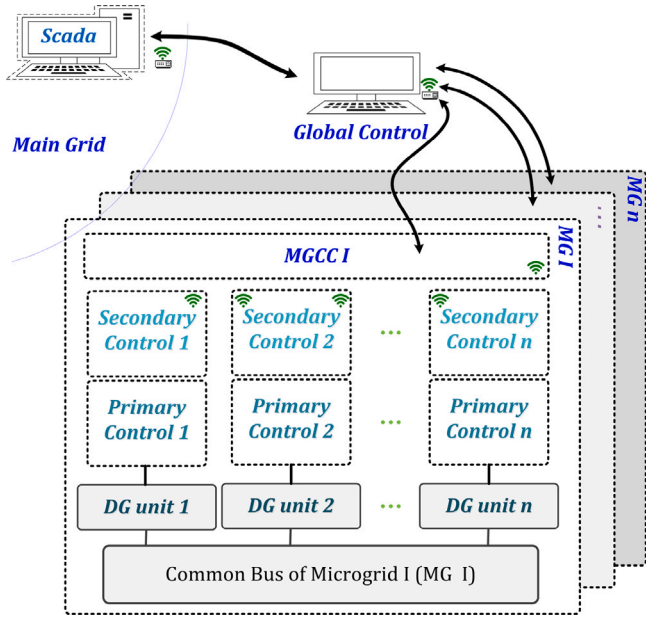 Scada
Global Control
Main Grid
MG n
...
MG I
MGCC I
Secondary
Control 1
Secondary
Control 2
...
Secondary
Control n
Primary
Control 1
Primary
Control 2
...
Primary
Control n
DG unit 1
DG unit 2
...
DG unit n
Common Bus of Microgrid I (MG I)